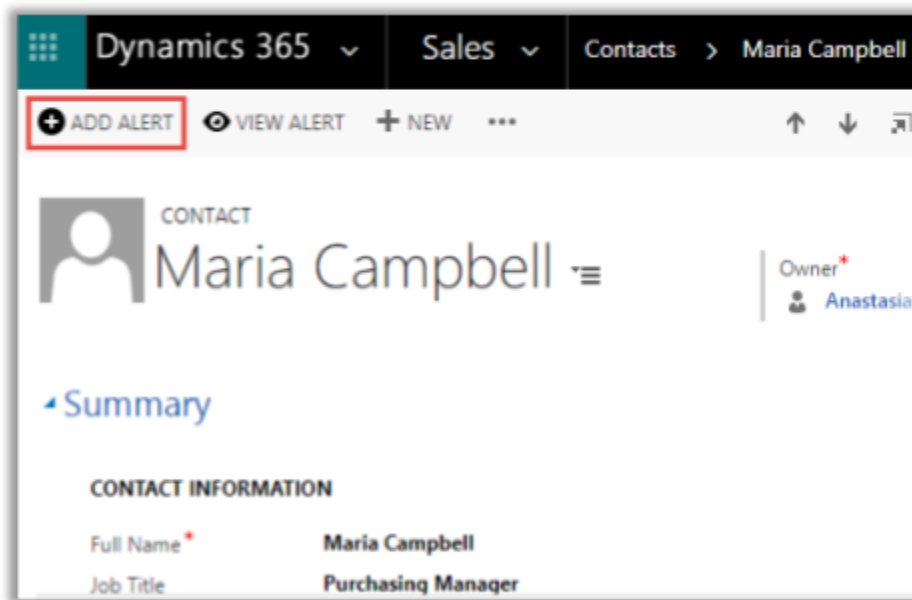 Dynamics 365 Sales Contacts > Maria Campbell
ADD ALERT VIEW ALERT NEW
CONTACT
Maria Campbell
Owner*
Anastasia
Summary
CONTACT INFORMATION
Full Name* Maria Campbell
Job Title Purchasing Manager